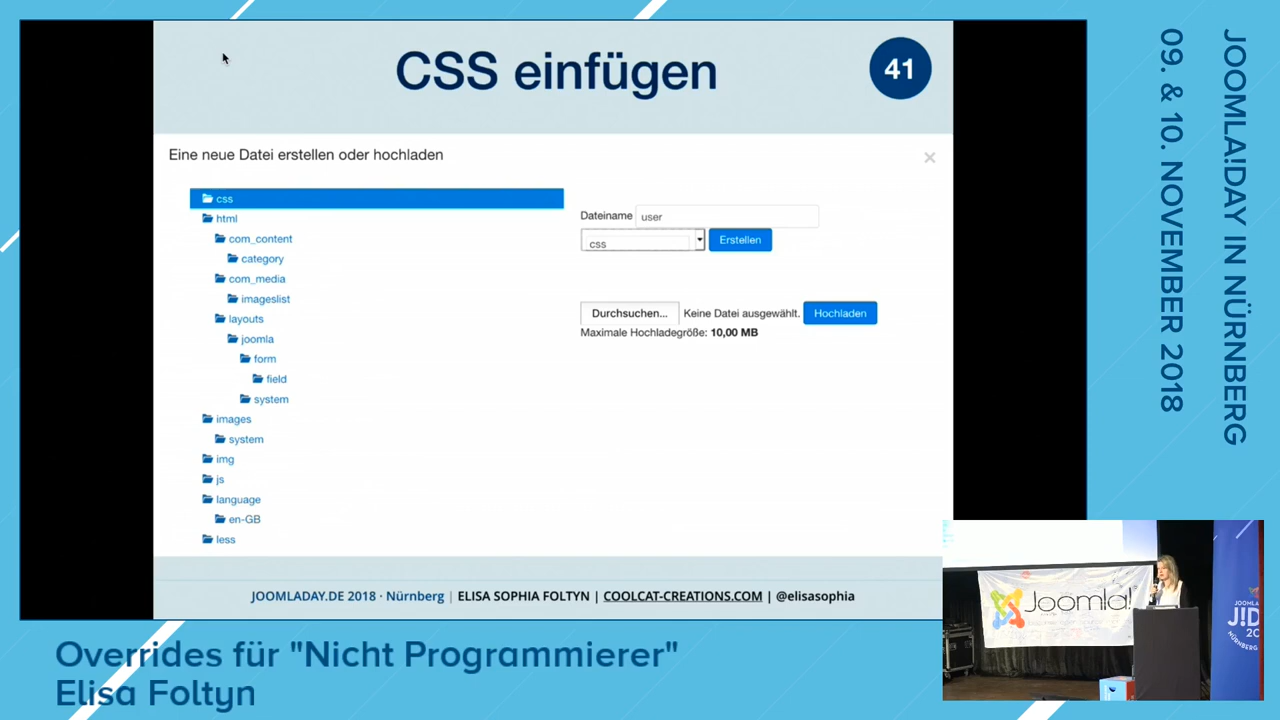 CSS einfügen
41
Eine neue Datei erstellen oder hochladen
×
css
html
com_content
category
com_media
imageslist
layouts
joomla
form
field
system
images
system
img
js
language
en-GB
less
Dateiname user
css Erstellen
Durchsuchen... Keine Datei ausgewählt. Hochladen
Maximale Hochladegröße: 10,00 MB
JOOMLADAY.DE 2018 · Nürnberg | ELISA SOPHIA FOLTYN | COOLCAT-CREATIONS.COM | @elisasophia
JOOMLA!DAY IN NÜRNBERG
09. & 10. NOVEMBER 2018
Joomla!
NÜRNBERG
Overrides für "Nicht Programmierer"
Elisa Foltyn